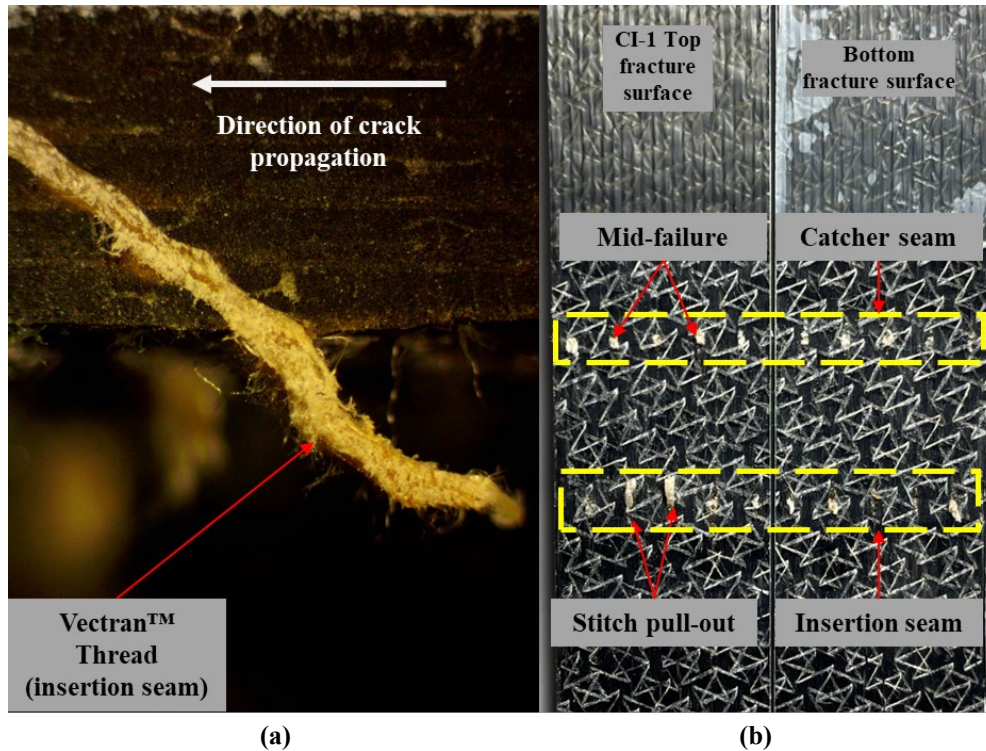 Direction of crack
propagation
Vectran™
Thread
(insertion seam)
(a)
CI-1 Top
fracture
surface
Bottom
fracture surface
Mid-failure
Catcher seam
Stitch pull-out
Insertion seam
(b)